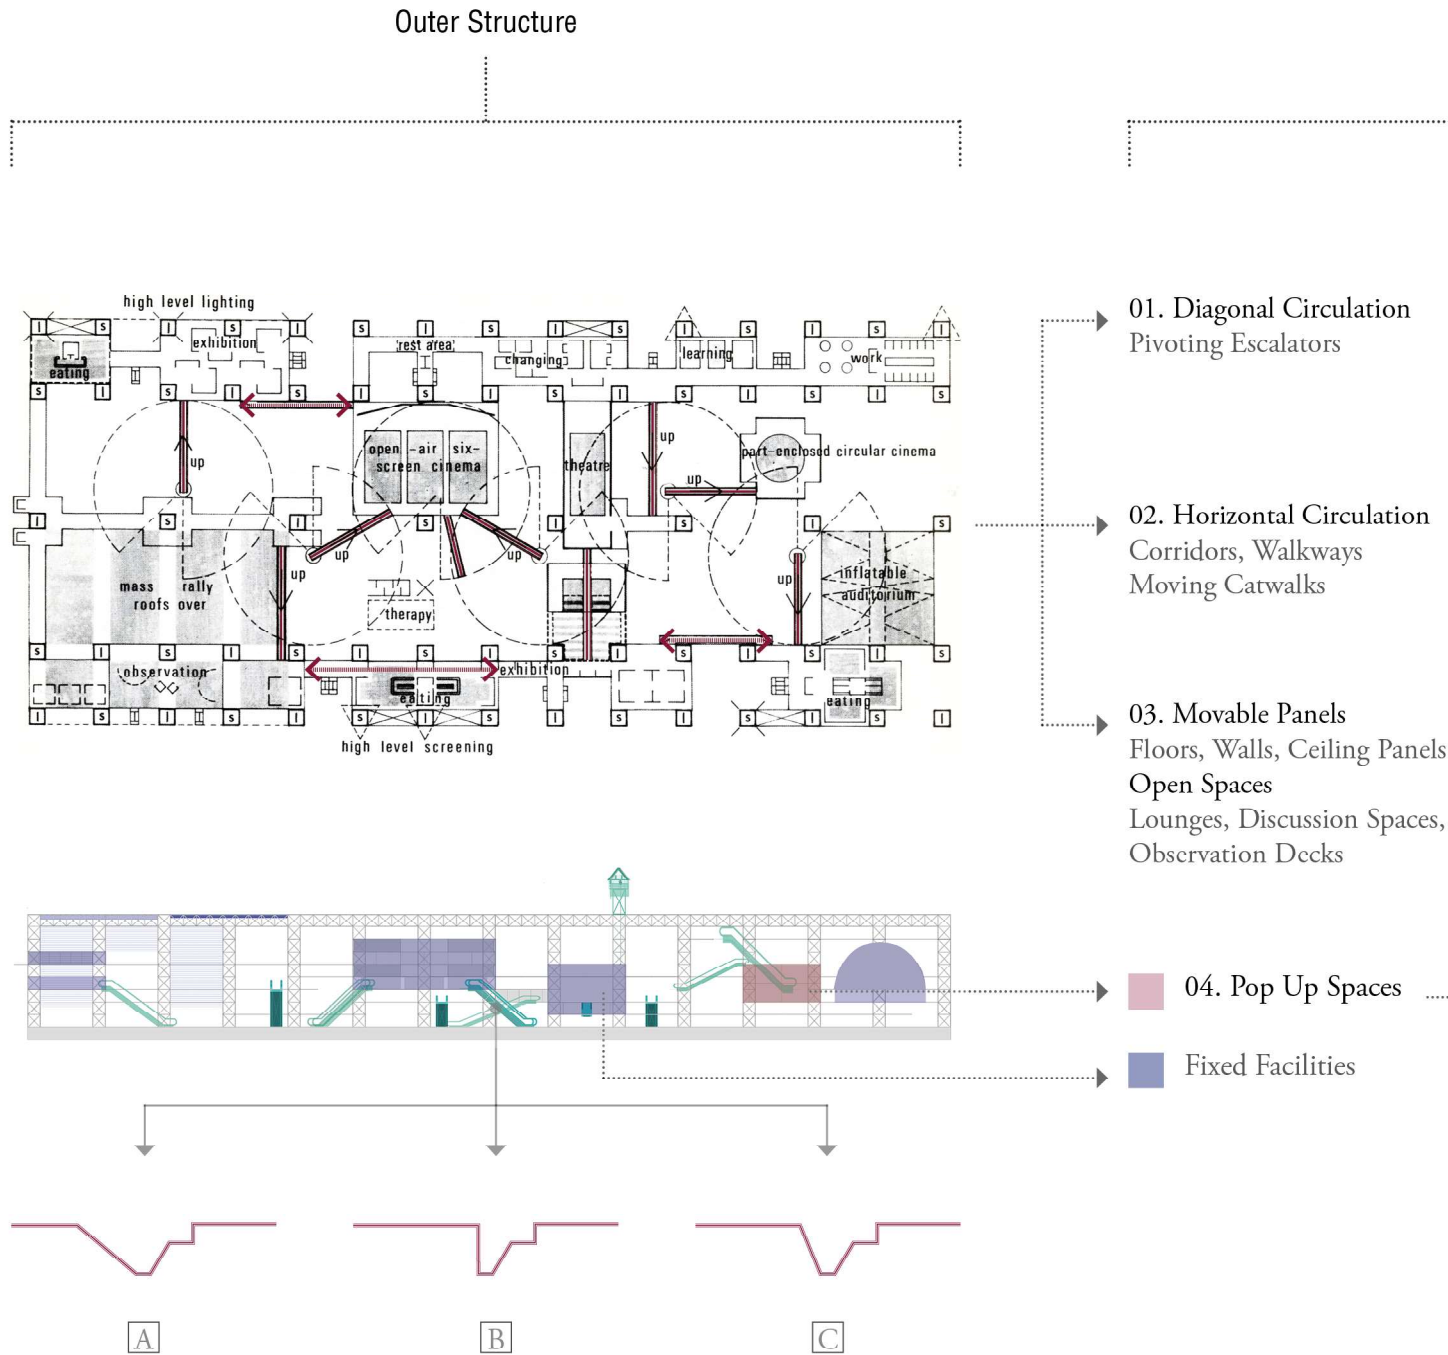 Outer Structure
high level lighting
exhibition
rest area
changing
learning
work
eating
up
up
up
open-air six-
screen cinema
theatre
part-enclosed circular cinema
up
up
up
up
mass rally
roofs over
therapy
inflatable
auditorium
observation
exhibition
eating
eating
high level screening
01. Diagonal Circulation
Pivoting Escalators
02. Horizontal Circulation
Corridors, Walkways
Moving Catwalks
03. Movable Panels
Floors, Walls, Ceiling Panels
Open Spaces
Lounges, Discussion Spaces,
Observation Decks
04. Pop Up Spaces
Fixed Facilities
A
B
C